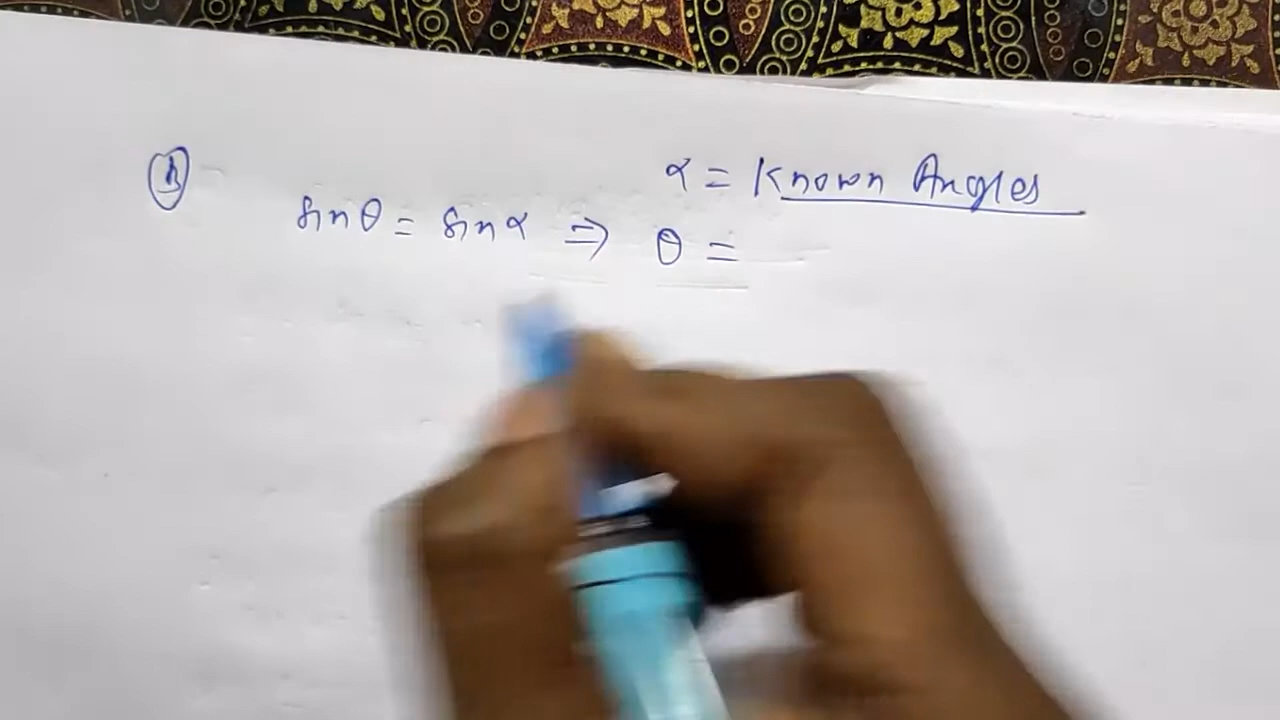 ①
α = Known Angles
sinθ = sinα ⇒ θ =